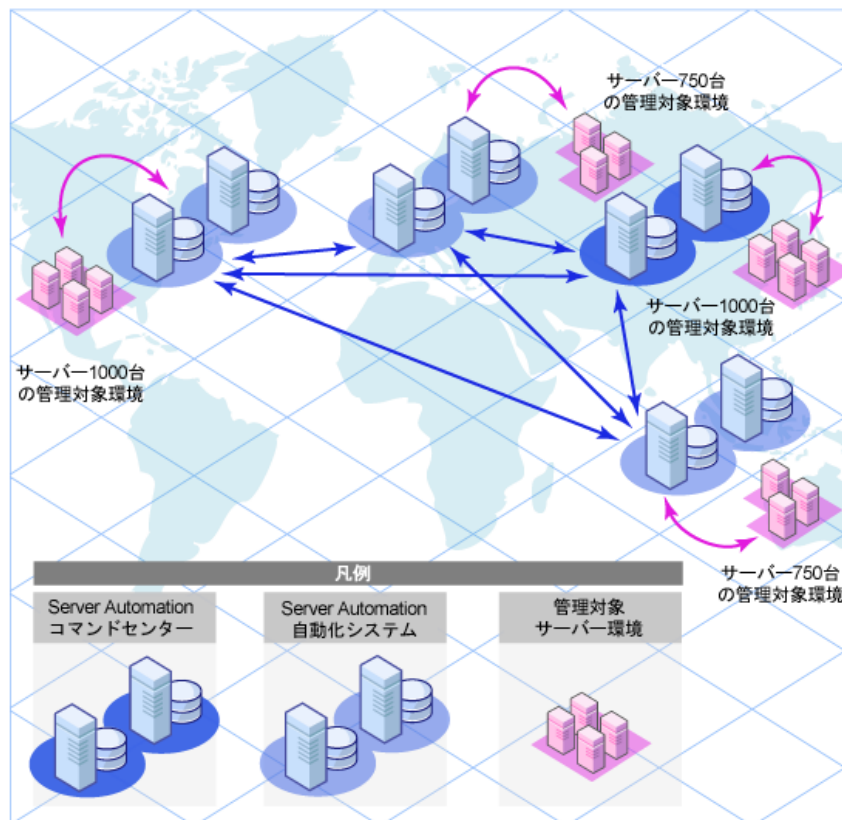 サーバー750台
の管理対象環境
サーバー1000台
の管理対象環境
サーバー1000台
の管理対象環境
サーバー750台
の管理対象環境
凡例
Server Automation
コマンドセンター
Server Automation
自動化システム
管理対象
サーバー環境